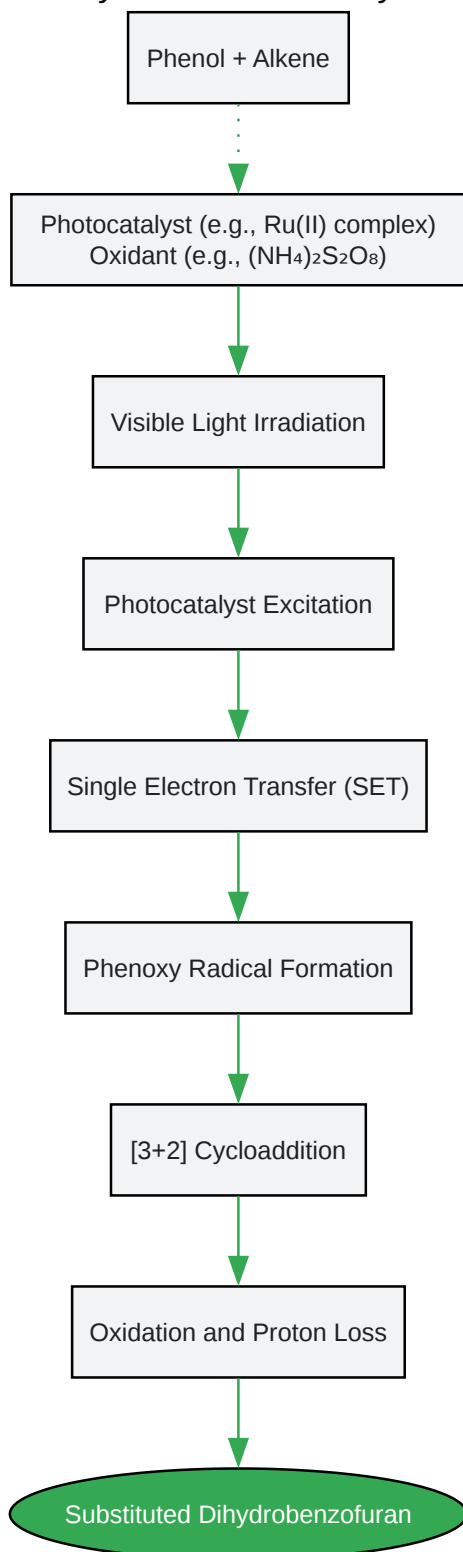 Phenol + Alkene
Photocatalyst (e.g., Ru(II) complex)
Oxidant (e.g., (NH₄)₂S₂O₈)
Visible Light Irradiation
Photocatalyst Excitation
Single Electron Transfer (SET)
Phenoxy Radical Formation
[3+2] Cycloaddition
Oxidation and Proton Loss
Substituted Dihydrobenzofuran